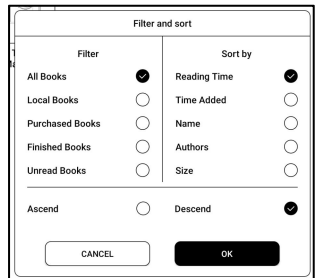 Filter and sort
Filter
Sort by
All Books
Reading Time
Local Books
Time Added
Purchased Books
Name
Finished Books
Authors
Unread Books
Size
Ascend
Descend
CANCEL
OK